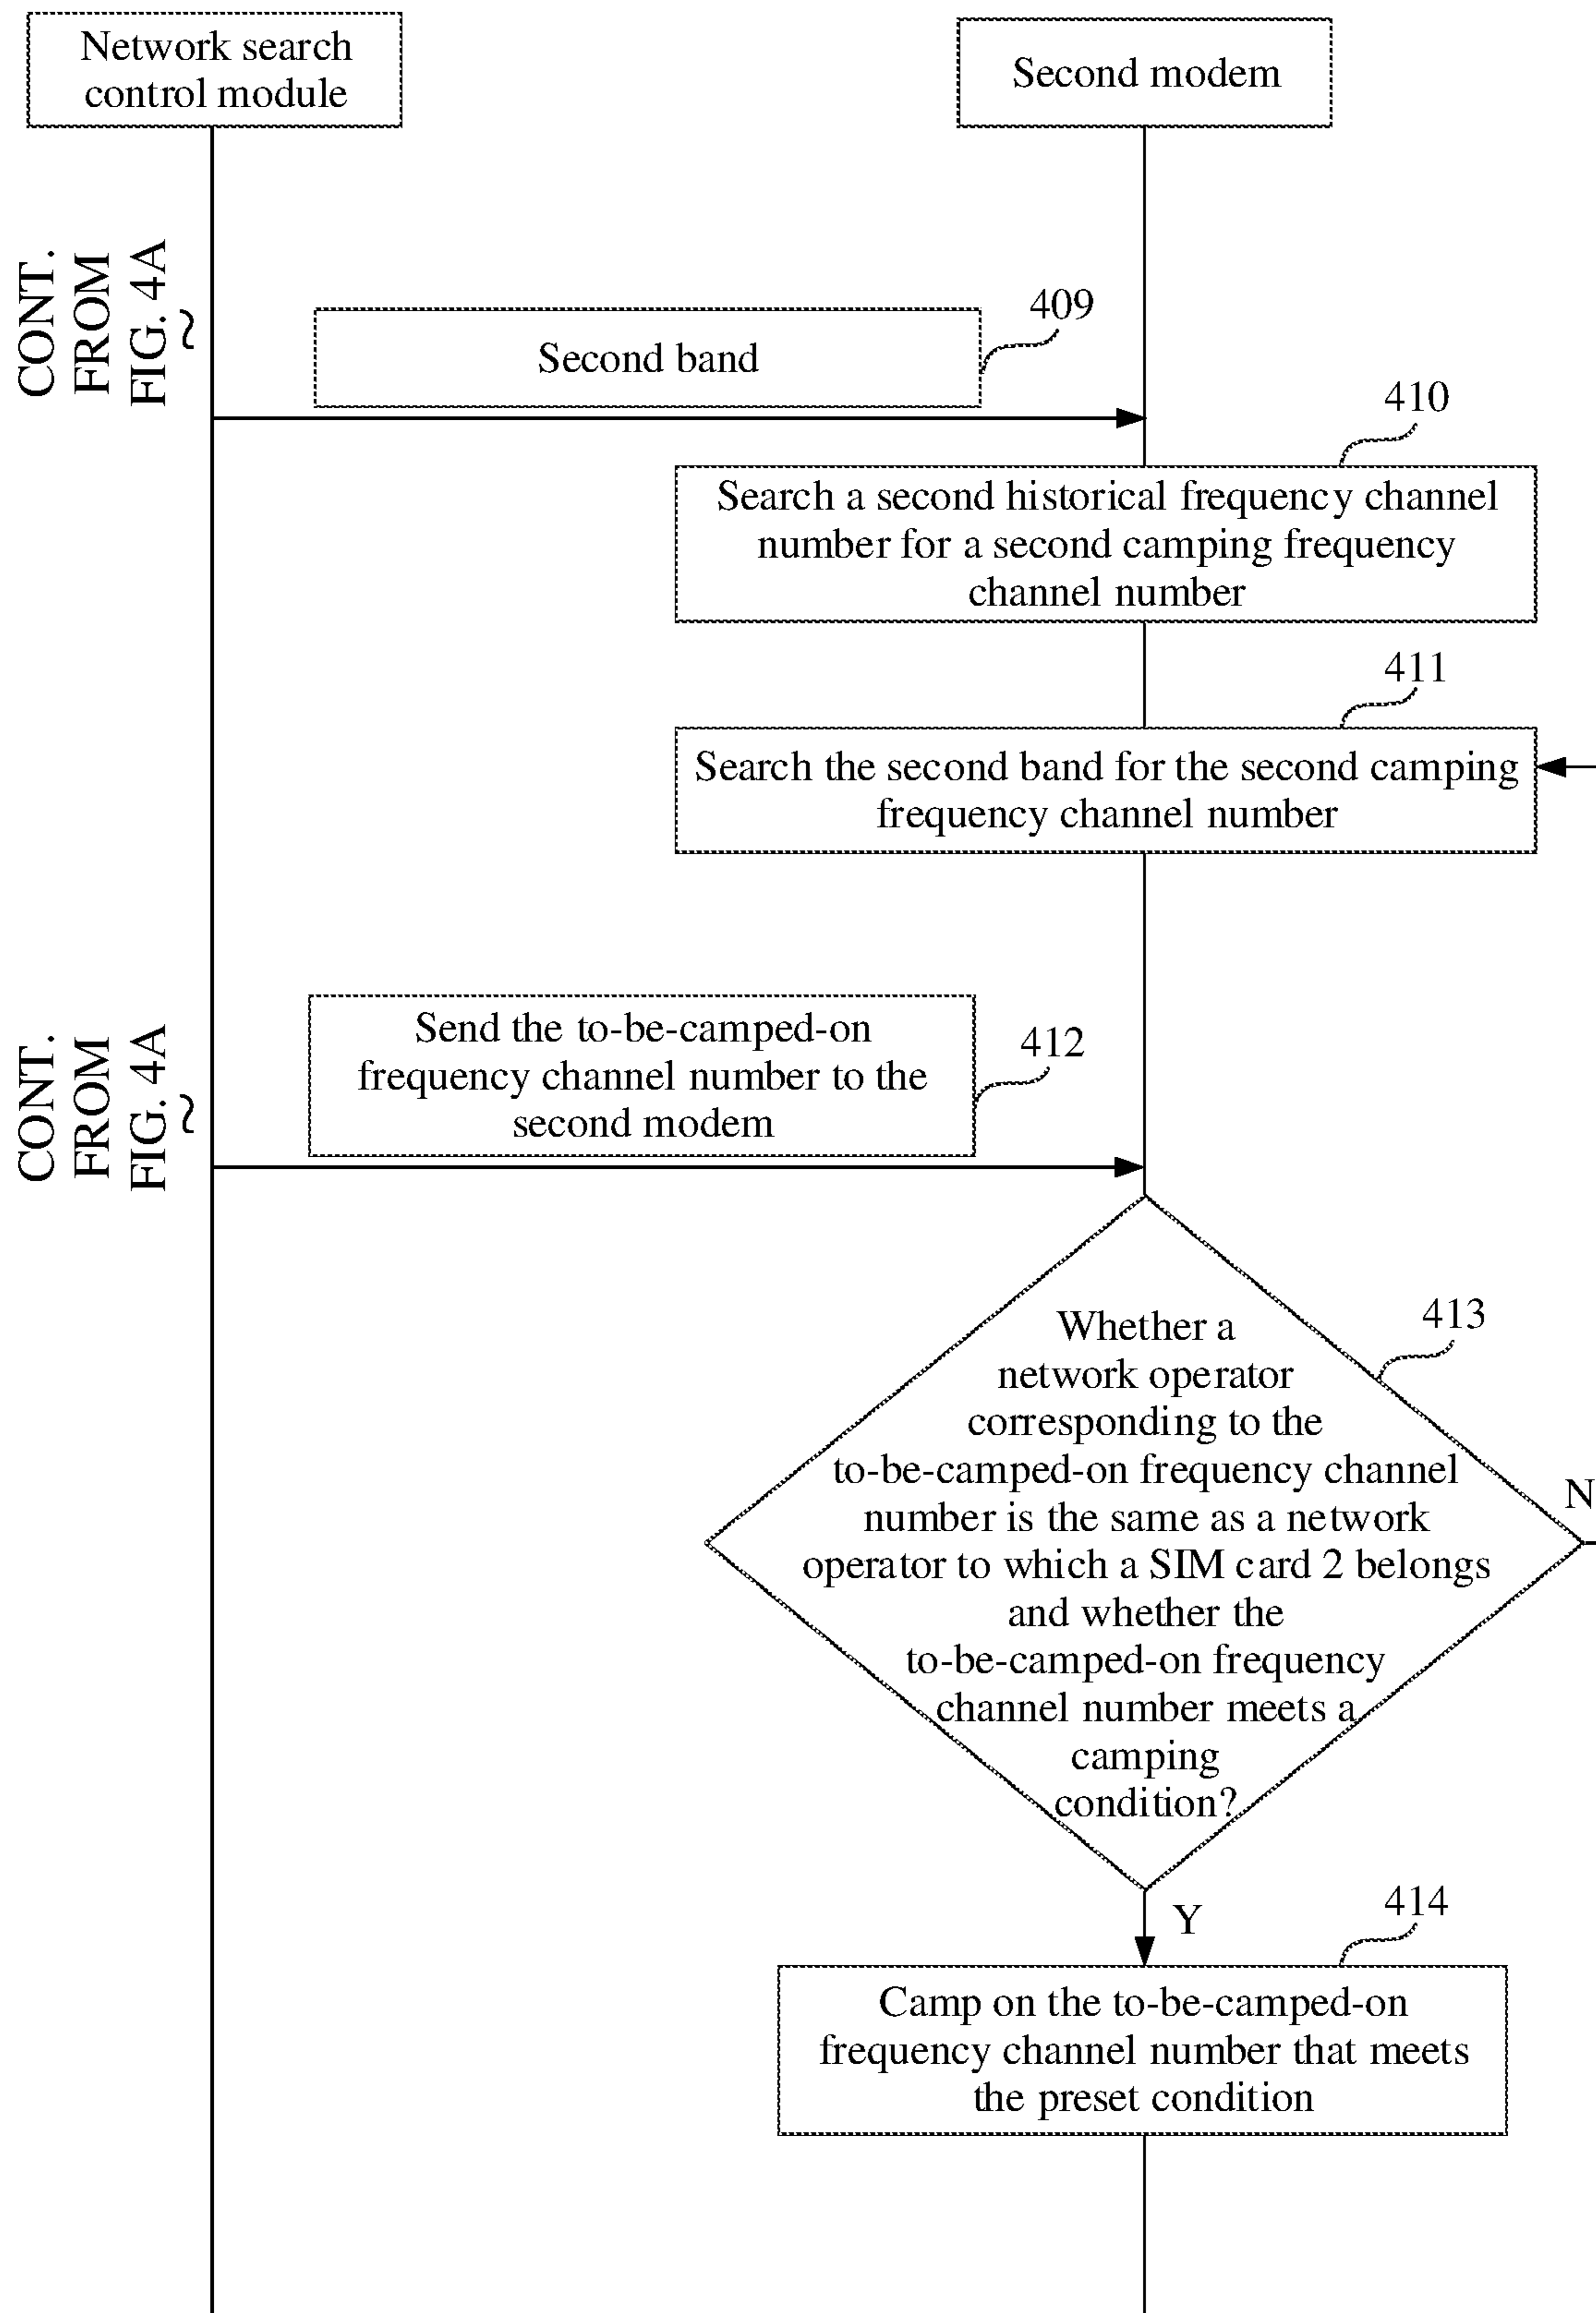 Network search
control module
Second modem
CONT.
FROM
FIG. 4A
409
Second band
410
Search a second historical frequency channel
number for a second camping frequency
channel number
411
Search the second band for the second camping
frequency channel number
CONT.
FROM
FIG. 4A
Send the to-be-camped-on
frequency channel number to the
second modem
412
413
Whether a
network operator
corresponding to the
to-be-camped-on frequency channel
number is the same as a network
operator to which a SIM card 2 belongs
and whether the
to-be-camped-on frequency
channel number meets a
camping
condition?
N
Y
414
Camp on the to-be-camped-on
frequency channel number that meets
the preset condition